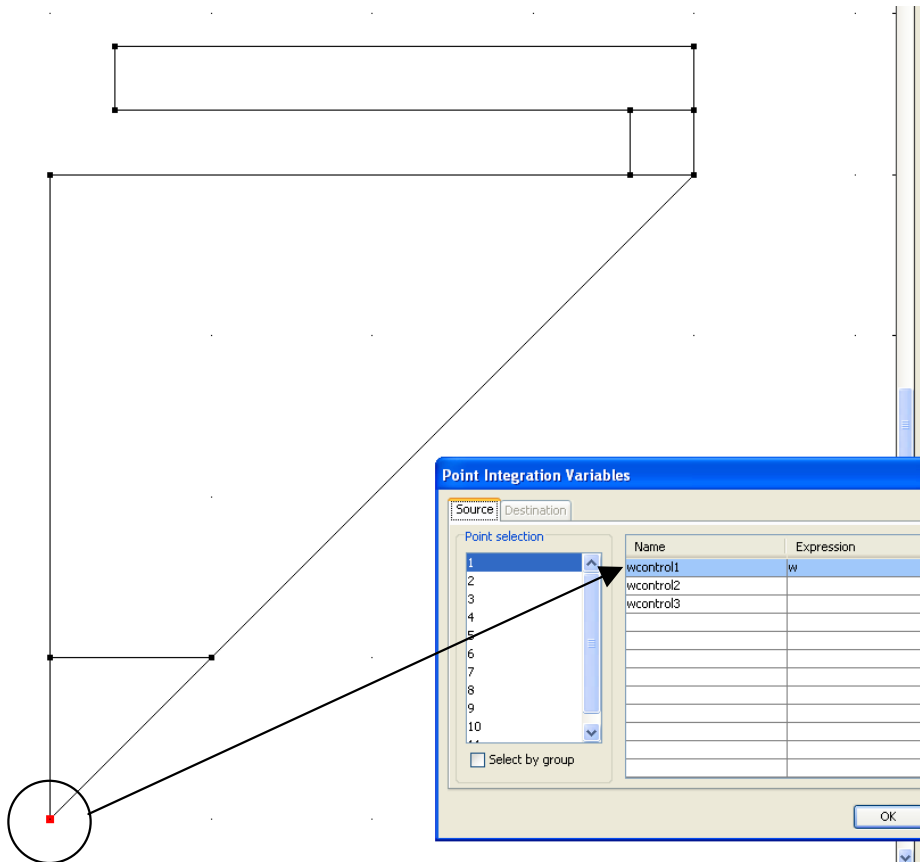 Point Integration Variables
Source Destination
Point selection
Name Expression
1
wcontrol1 w
2
wcontrol2
3
wcontrol3
4
5
6
7
8
9
10
Select by group
OK